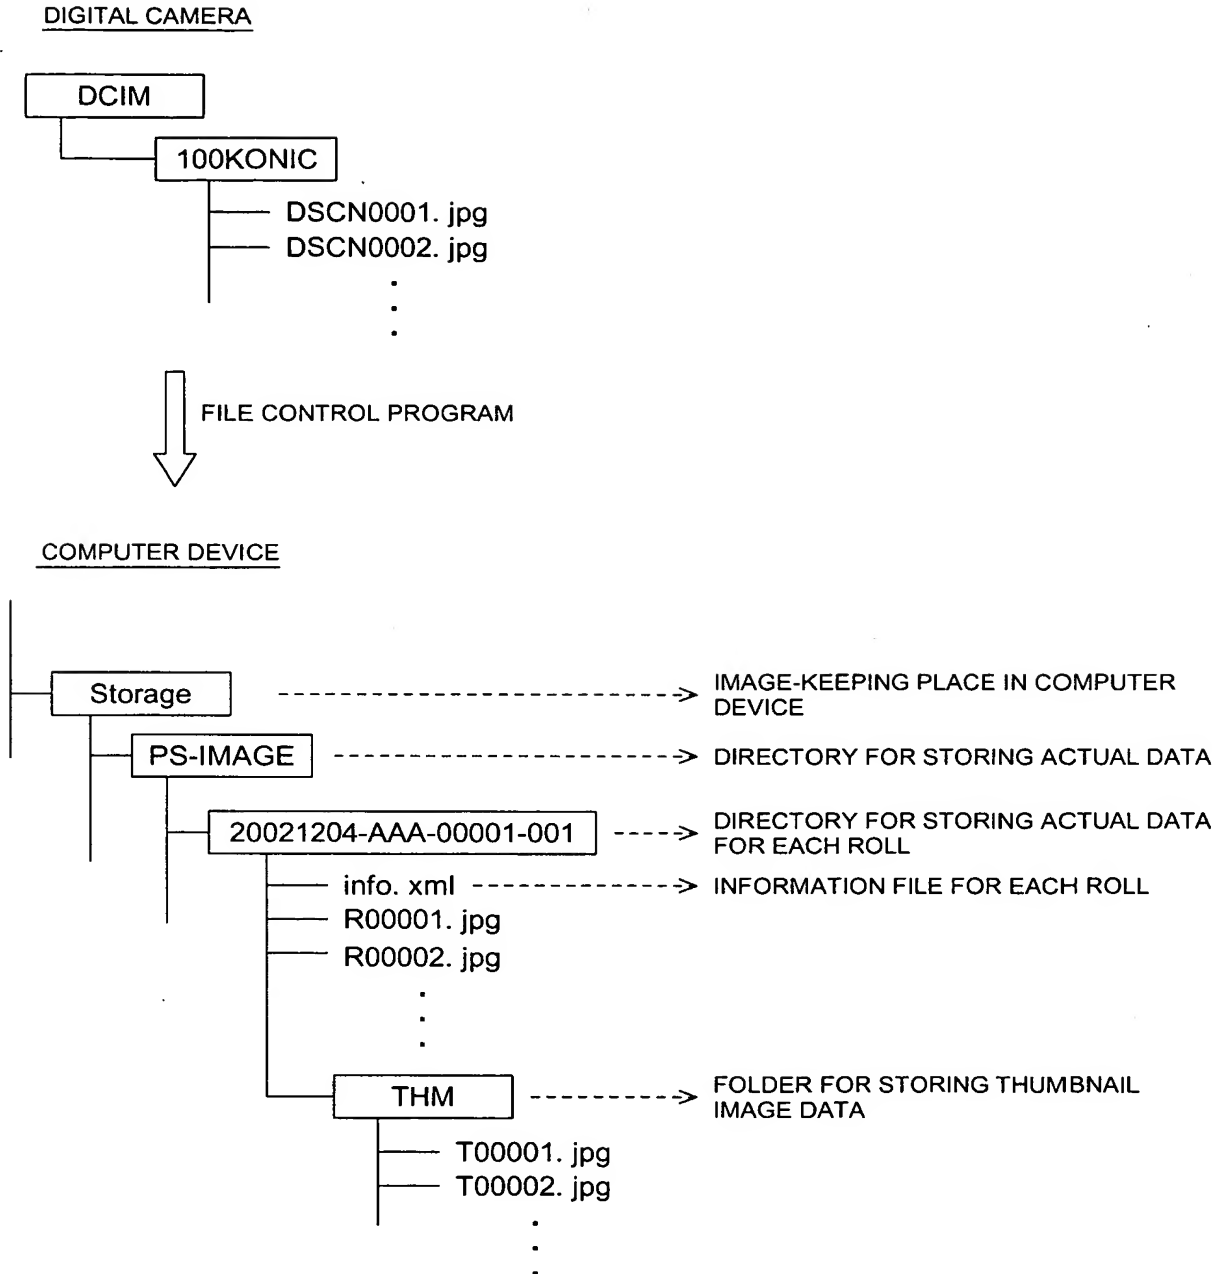 DIGITAL CAMERA
DCIM
100KONIC
DSCN0001. jpg
DSCN0002. jpg
FILE CONTROL PROGRAM
COMPUTER DEVICE
Storage
IMAGE-KEEPING PLACE IN COMPUTER
DEVICE
PS-IMAGE
DIRECTORY FOR STORING ACTUAL DATA
20021204-AAA-00001-001
DIRECTORY FOR STORING ACTUAL DATA
FOR EACH ROLL
info. xml
INFORMATION FILE FOR EACH ROLL
R00001. jpg
R00002. jpg
THM
FOLDER FOR STORING THUMBNAIL
IMAGE DATA
T00001. jpg
T00002. jpg